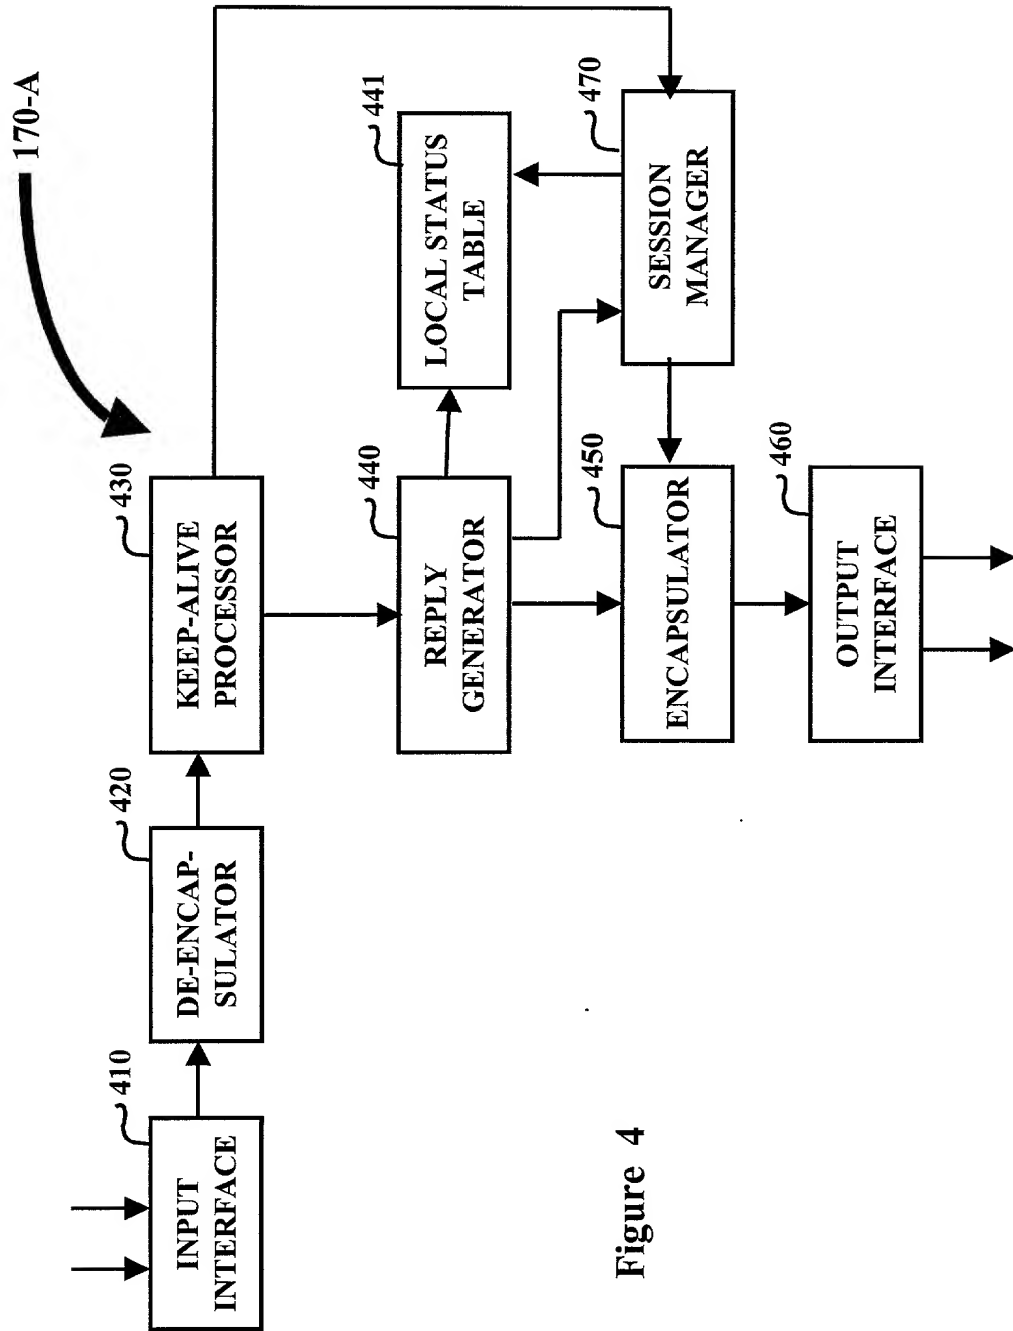 170-A
410
INPUT
INTERFACE
420
DE-ENCAP-
SULATOR
430
KEEP-ALIVE
PROCESSOR
440
REPLY
GENERATOR
441
LOCAL STATUS
TABLE
450
ENCAPSULATOR
470
SESSION
MANAGER
460
OUTPUT
INTERFACE
Figure 4